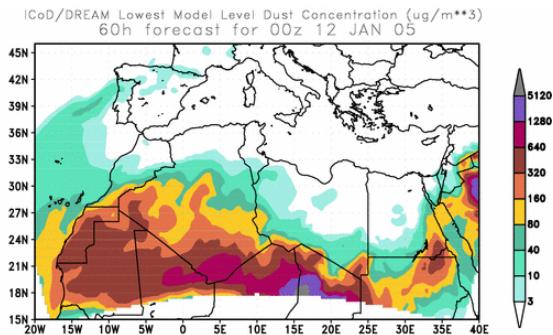 ICoD/DREAM Lowest Model Level Dust Concentration (ug/m**3)
60h forecast for 00z 12 JAN 05
45N
42N
39N
36N
33N
30N
27N
24N
21N
18N
15N
20W 15W 10W 5W 0 5E 10E 15E 20E 25E 30E 35E 40E
5120
1280
640
320
160
80
40
10
3